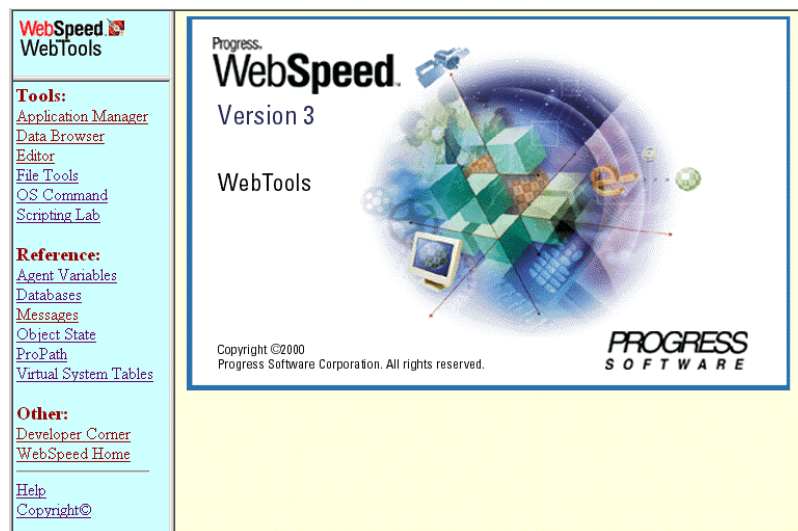 WebSpeed
WebTools
Tools:
Application Manager
Data Browser
Editor
File Tools
OS Command
Scripting Lab
Reference:
Agent Variables
Databases
Messages
Object State
ProPath
Virtual System Tables
Other:
Developer Corner
WebSpeed Home
Help
Copyright©
Progress.
WebSpeed.
Version 3
WebTools
Copyright ©2000
Progress Software Corporation. All rights reserved.
PROGRESS
SOFTWARE